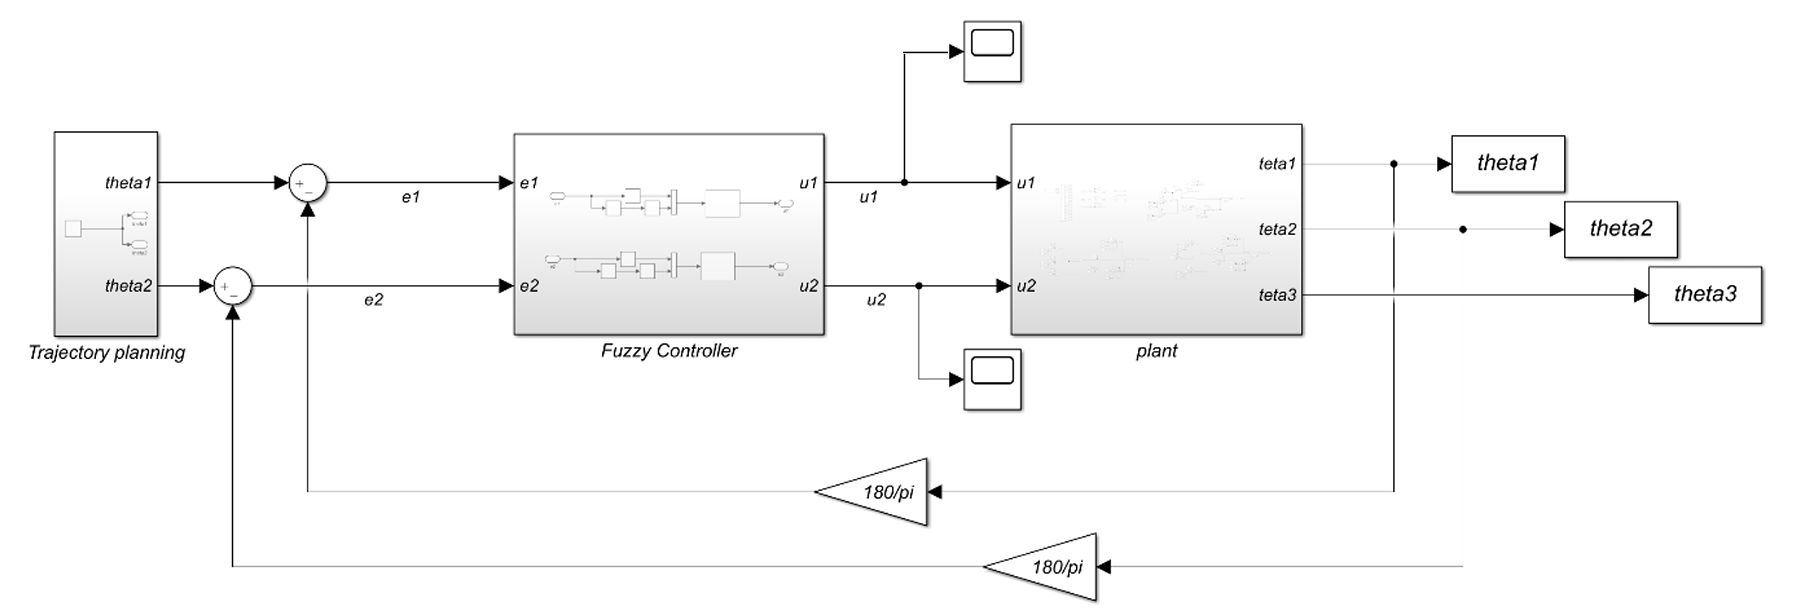 theta1
theta2
Trajectory planning
+
−
+
−
e1
e2
e1
e2
u1
u2
Fuzzy Controller
u1
u2
u1
u2
teta1
teta2
teta3
plant
theta1
theta2
theta3
180/pi
180/pi